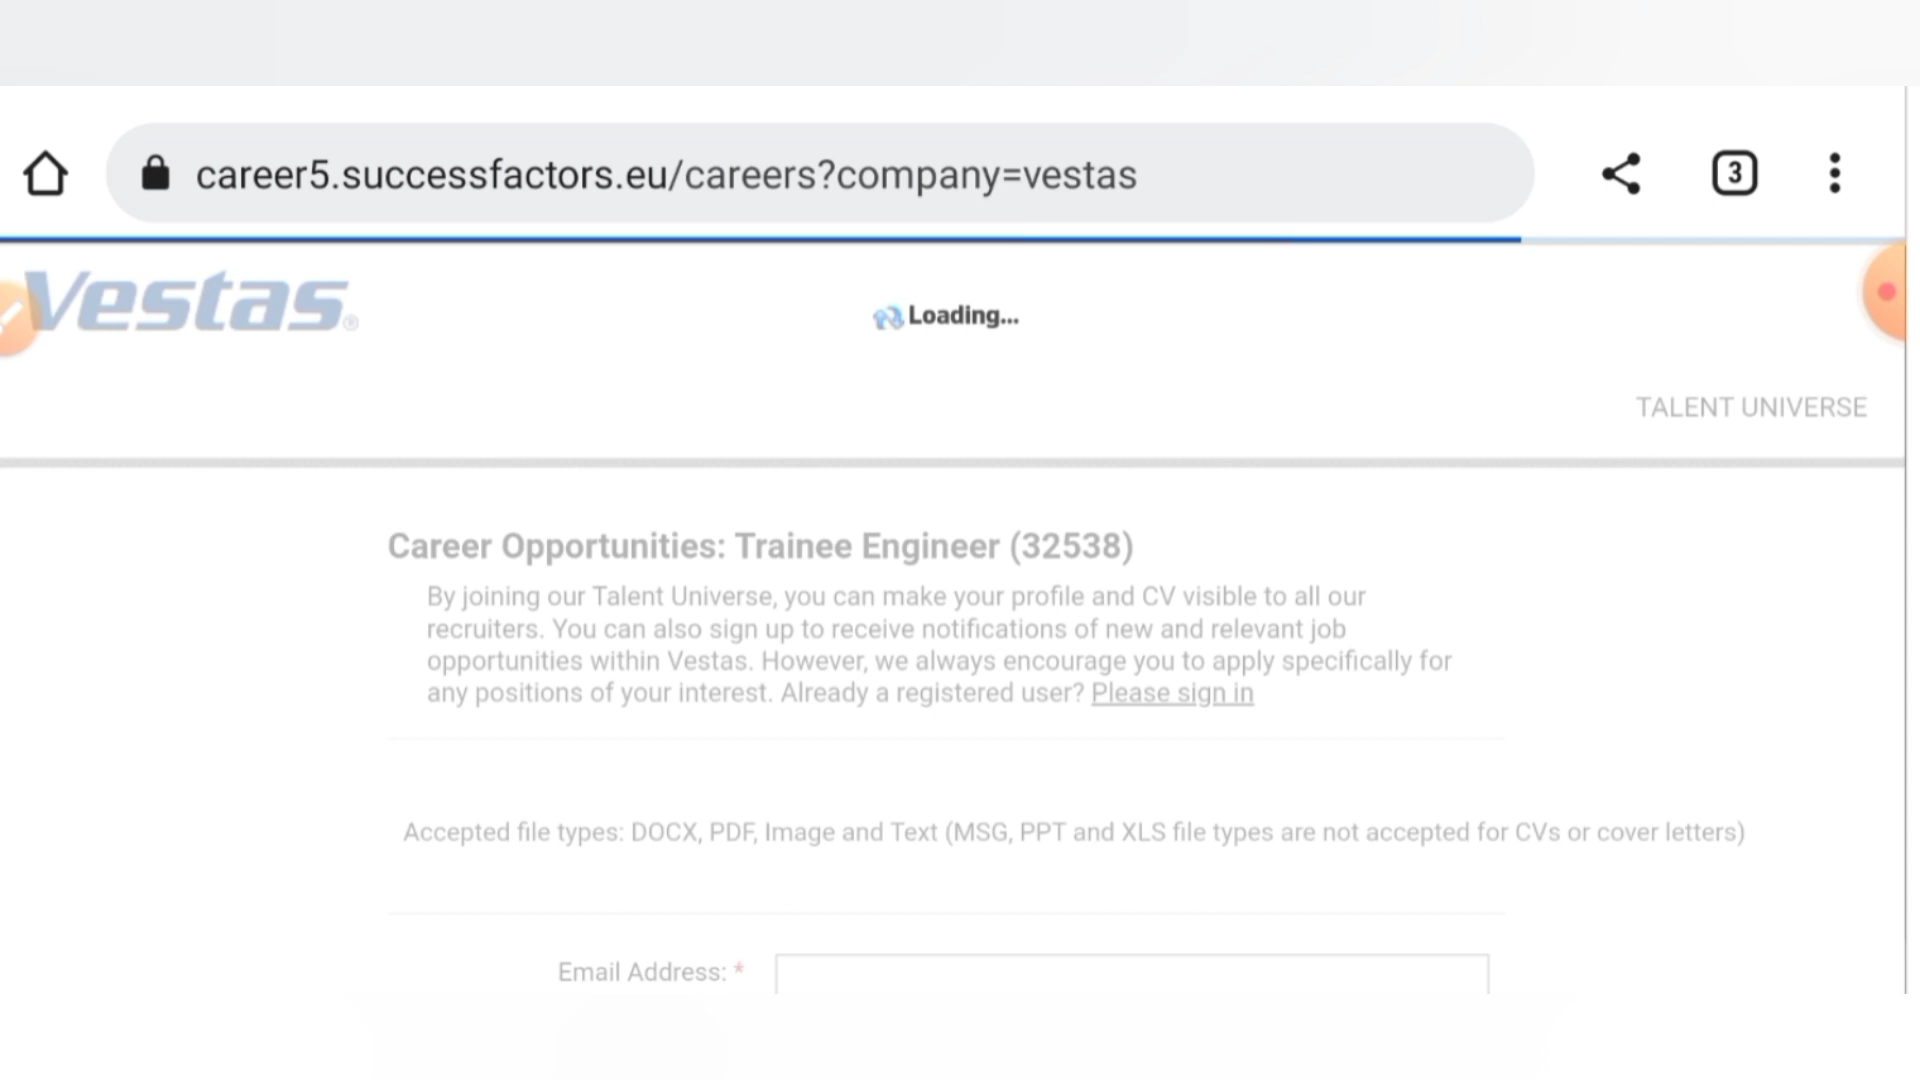 career5.successfactors.eu/careers?company=vestas
3
Vestas®
Loading...
TALENT UNIVERSE
Career Opportunities: Trainee Engineer (32538)
By joining our Talent Universe, you can make your profile and CV visible to all our
recruiters. You can also sign up to receive notifications of new and relevant job
opportunities within Vestas. However, we always encourage you to apply specifically for
any positions of your interest. Already a registered user? Please sign in
Accepted file types: DOCX, PDF, Image and Text (MSG, PPT and XLS file types are not accepted for CVs or cover letters)
Email Address: *